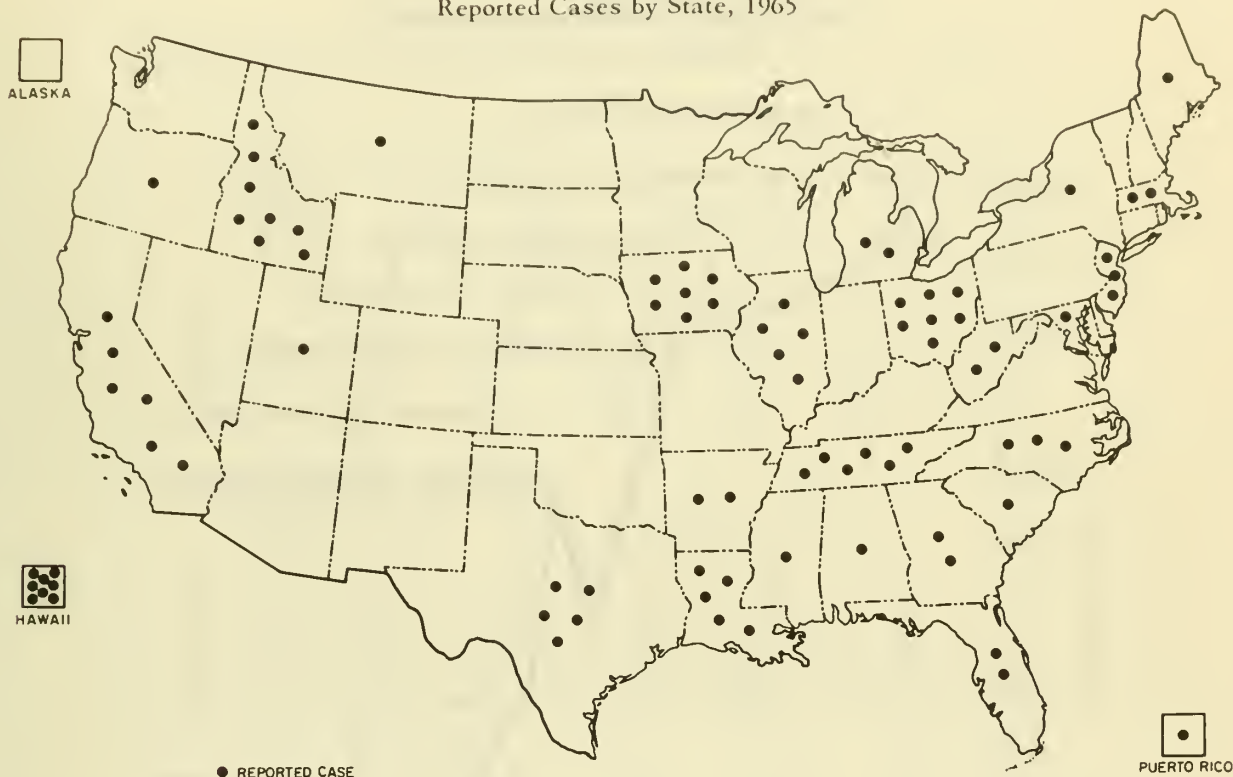 Reported Cases by State, 1965
ALASKA
HAWAII
● REPORTED CASE
PUERTO RICO